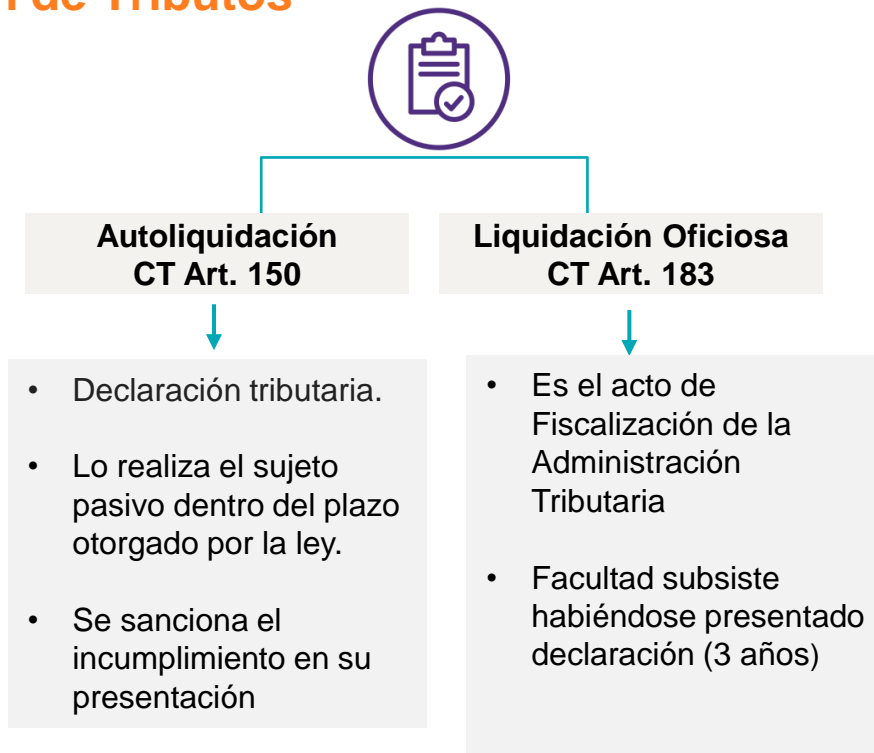 de Tributos
Autoliquidación
CT Art. 150
Liquidación Oficiosa
CT Art. 183
• Declaración tributaria.
• Lo realiza el sujeto
pasivo dentro del plazo
otorgado por la ley.
• Se sanciona el
incumplimiento en su
presentación
• Es el acto de
Fiscalización de la
Administración
Tributaria
• Facultad subsiste
habiéndose presentado
declaración (3 años)